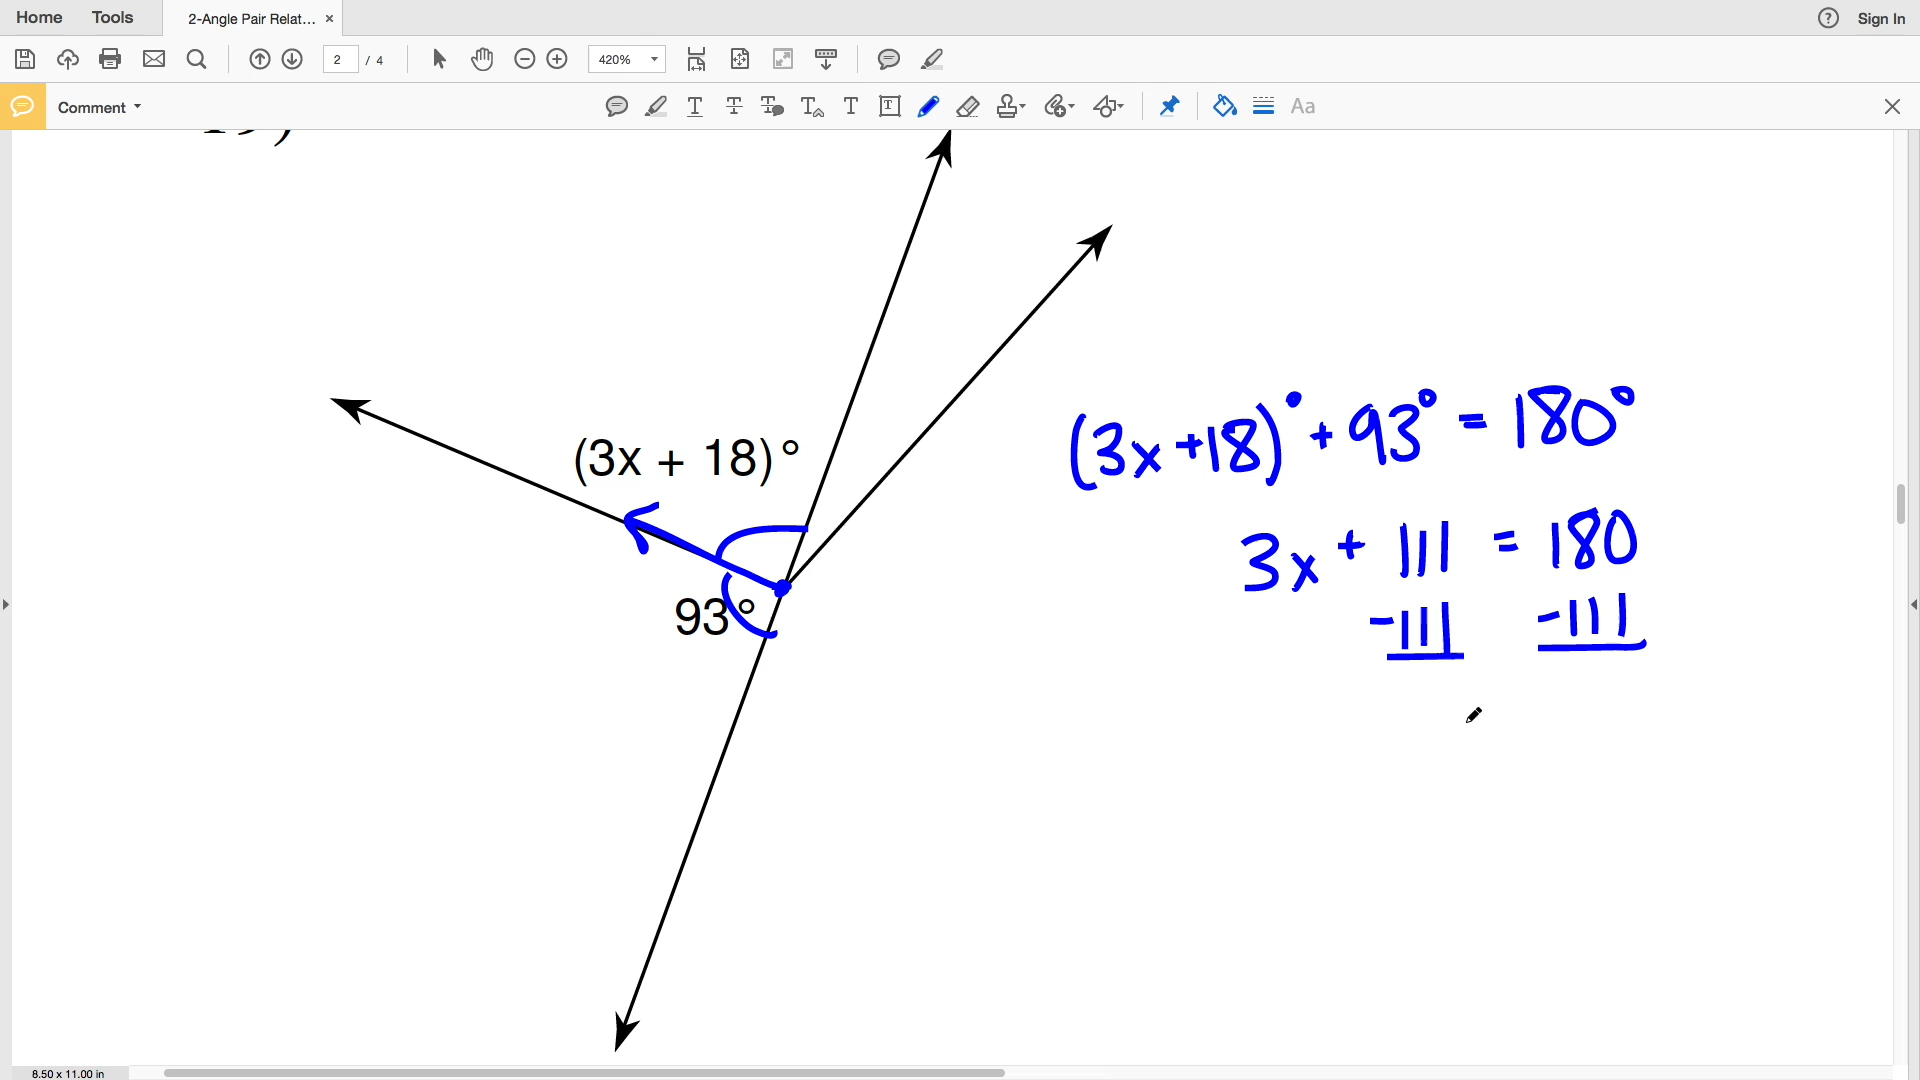 Home Tools 2-Angle Pair Relat... × ? Sign In
2 / 4 420%
Comment T T T T T T Aa
(3x + 18)°
93°
(3x+18)°+93°=180°
3x+111=180
-111 -111
8.50 x 11.00 in